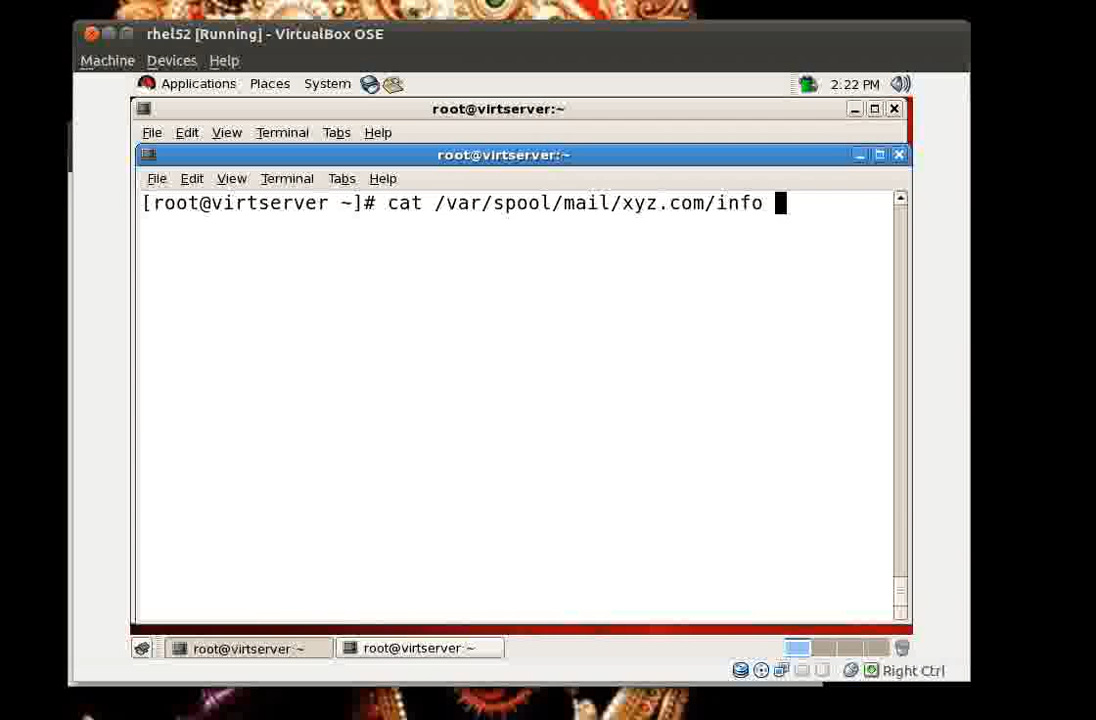 rhel52 [Running] - VirtualBox OSE
Machine Devices Help
Applications Places System 2:22 PM
root@virtserver:~
File Edit View Terminal Tabs Help
root@virtserver:~
File Edit View Terminal Tabs Help
[root@virtserver ~]# cat /var/spool/mail/xyz.com/info
root@virtserver:~ root@virtserver:~
Right Ctrl